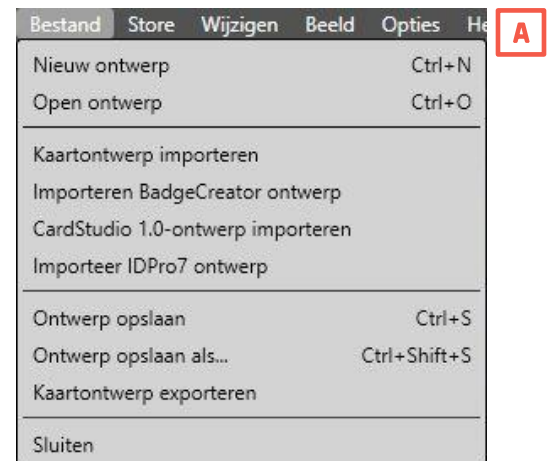 Bestand Store Wijzigen Beeld Opties
A
Nieuw ontwerp Ctrl+N
Open ontwerp Ctrl+O
Kaartontwerp importeren
Importeren BadgeCreator ontwerp
CardStudio 1.0-ontwerp importeren
Importeer IDPro7 ontwerp
Ontwerp opslaan Ctrl+S
Ontwerp opslaan als... Ctrl+Shift+S
Kaartontwerp exporteren
Sluiten